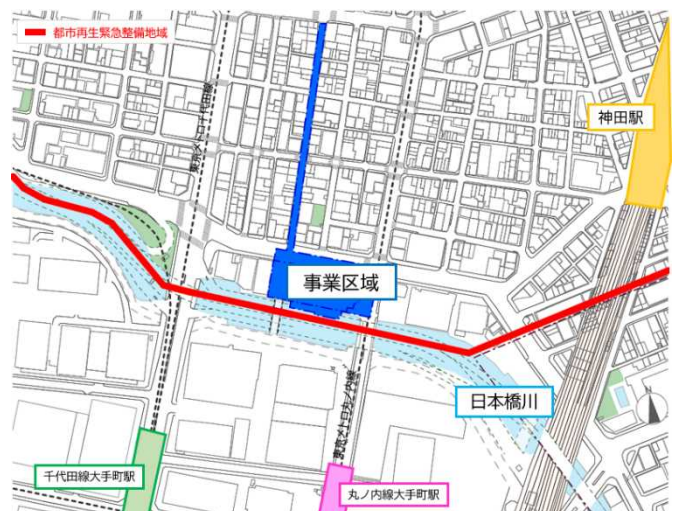 都市再生緊急整備地域
東京メトロ千代田線
神田駅
事業区域
日本橋川
東京メトロ丸ノ内線
千代田線大手町駅
丸ノ内線大手町駅
N